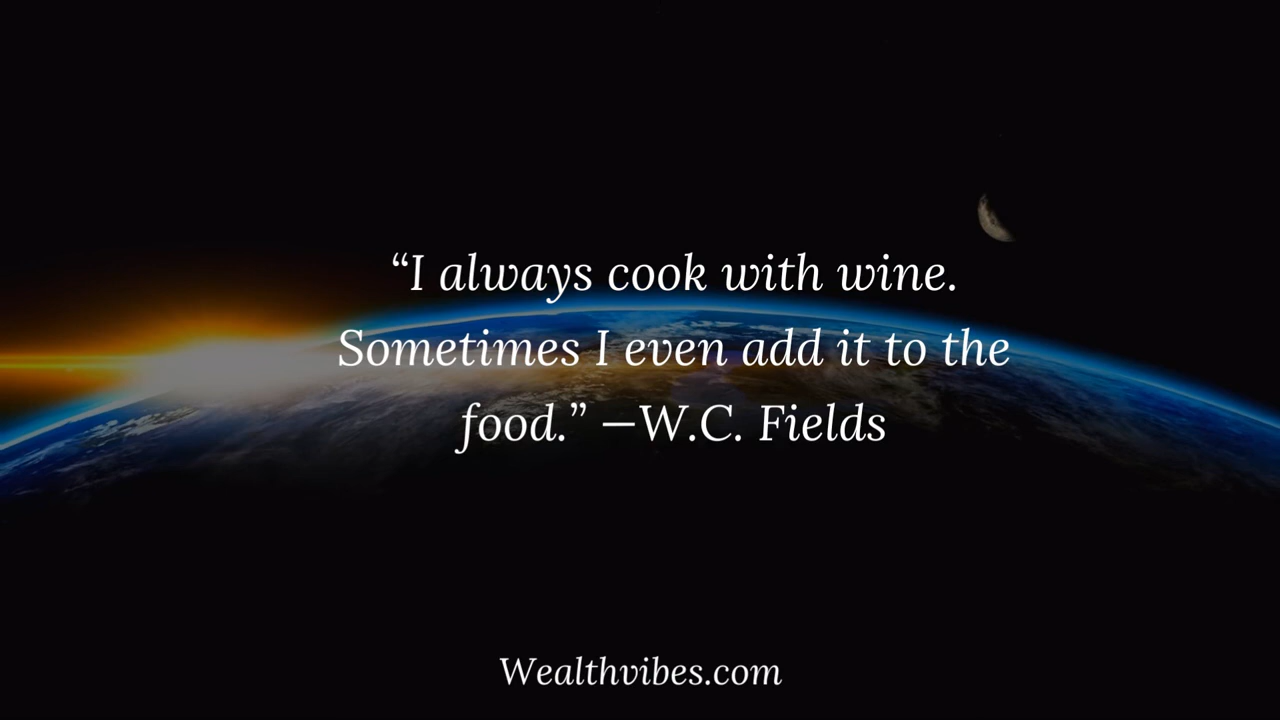 “I always cook with wine.
Sometimes I even add it to the
food.” —W.C. Fields
Wealthvibes.com